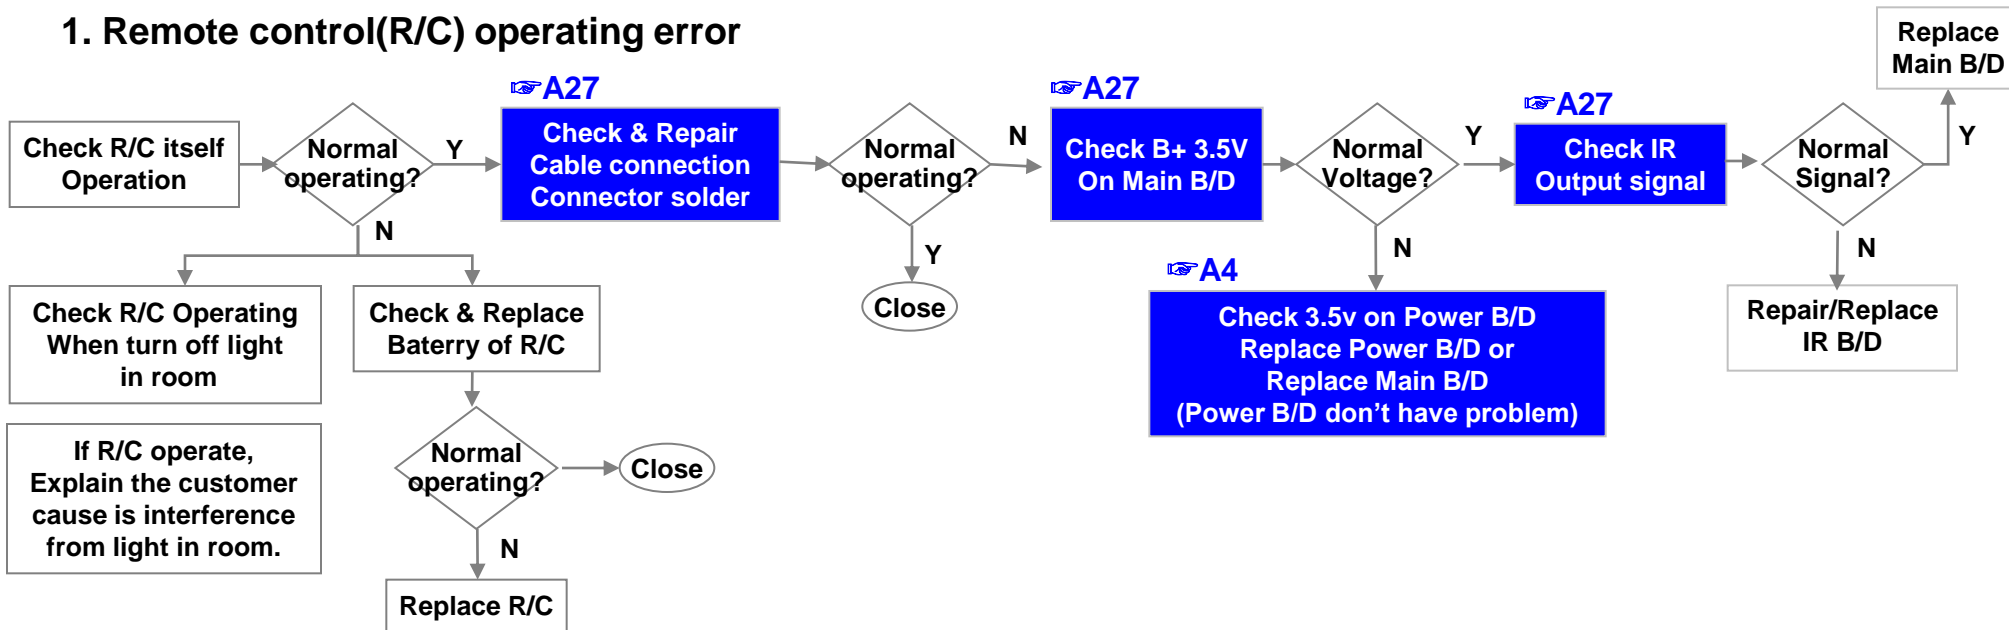 1. Remote control(R/C) operating error
Replace
Main B/D
☞A27
☞A27
☞A27
Check R/C itself
Operation
Normal
operating?
Y
Check & Repair
Cable connection
Connector solder
Normal
operating?
N
Check B+ 3.5V
On Main B/D
Normal
Voltage?
Y
Check IR
Output signal
Normal
Signal?
Y
N
Y
Close
N
N
☞A4
Check R/C Operating
When turn off light
in room
Check & Replace
Baterry of R/C
Check 3.5v on Power B/D
Replace Power B/D or
Replace Main B/D
(Power B/D don’t have problem)
Repair/Replace
IR B/D
If R/C operate,
Explain the customer
cause is interference
from light in room.
Normal
operating?
Close
N
Replace R/C